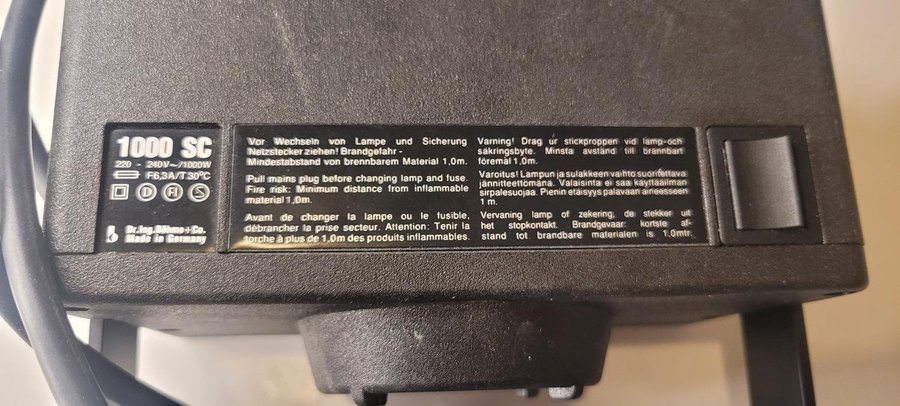 1000 SC
220 - 240V~/1000W
F6,3A/T30°C
D FI S
Dr.Ing.Böhme+Co.
Made in Germany
Vor Wechseln von Lampe und Sicherung
Netzstecker ziehen! Brandgefahr -
Mindestabstand von brennbarem Material 1,0m.
Pull mains plug before changing lamp and fuse.
Fire risk: Minimum distance from inflammable
material 1,0m.
Avant de changer la lampe ou le fusible,
débrancher la prise secteur. Attention: Tenir la
torche à plus de 1,0m des produits inflammables.
Varning! Drag ur stickproppen vid lamp-och
säkringsbyte. Minsta avstånd till brännbart
föremal 1,0m.
Varoitus! Lampun ja sulakkeen vaihto suoritettava
jännitteettömänä. Valaisinta ei saa käyttää ilman
sirpalesuojaa. Pienin etäisyys palavaan aineesseen
1 m.
Vervaning lamp of zekering, de stekker uit
het stopkontakt. Brandgevaar: kortste af-
stand tot brandbare materialen is 1.0mtr.